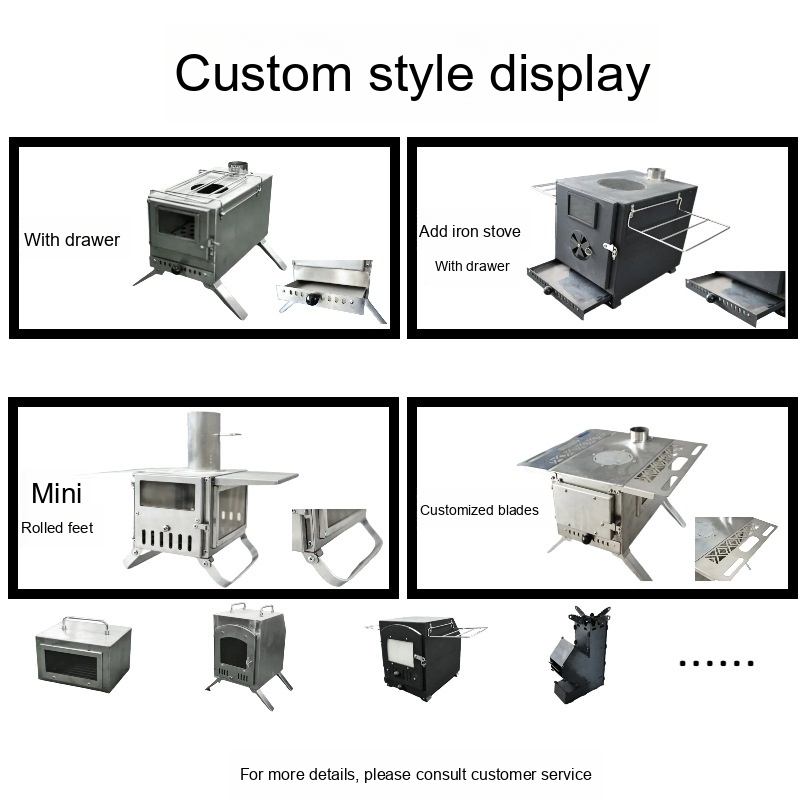 Custom style display
With drawer
Add iron stove
With drawer
Mini
Rolled feet
Customized blades
......
For more details, please consult customer service